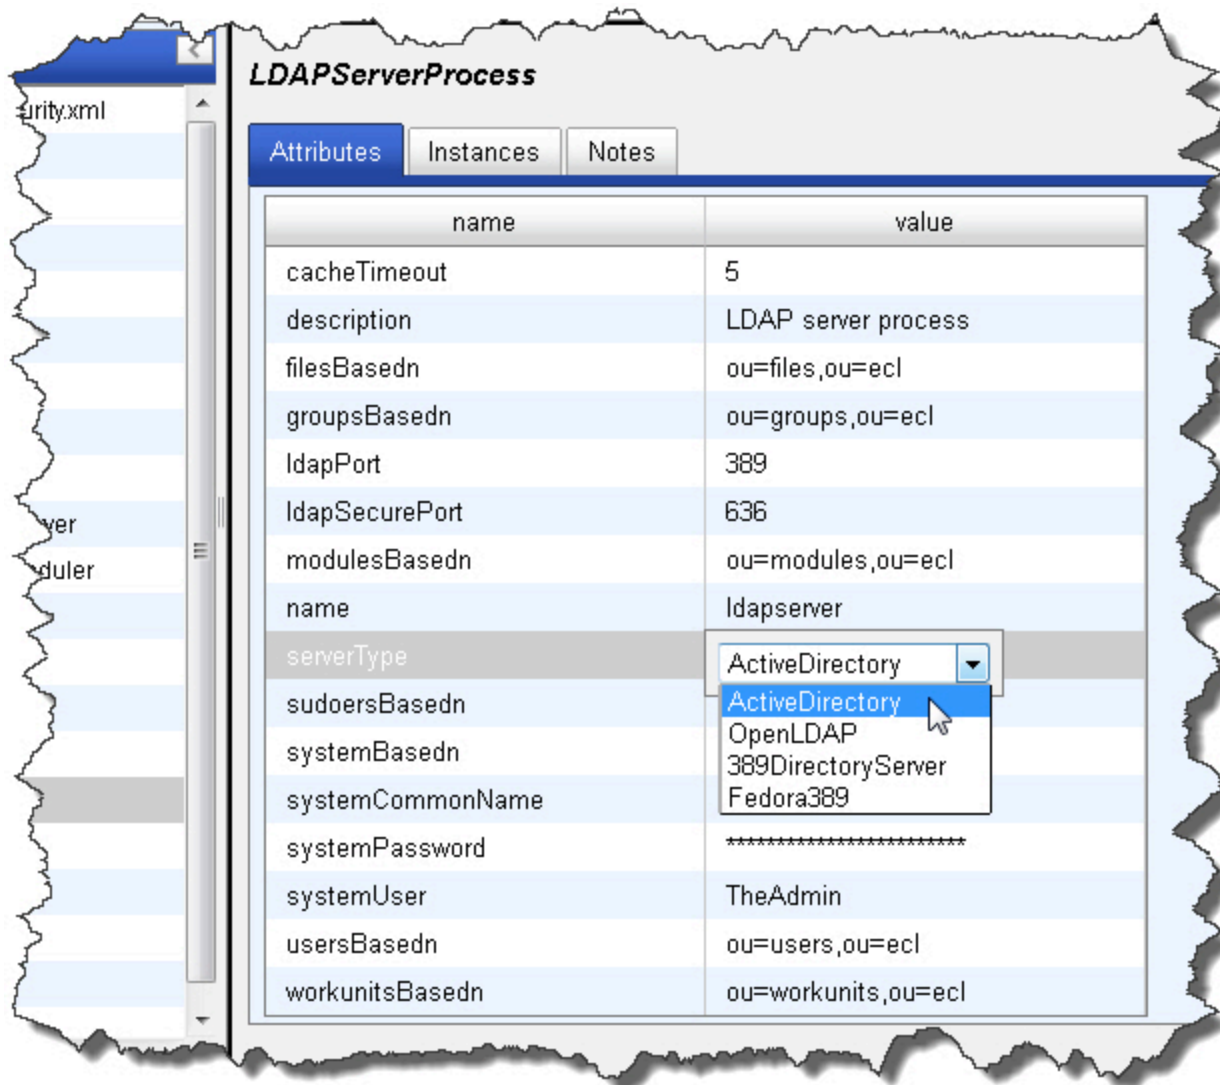 LDAPServerProcess
urity.xml
Attributes Instances Notes
name value
cacheTimeout 5
description LDAP server process
filesBasedn ou=files,ou=ecl
groupsBasedn ou=groups,ou=ecl
ldapPort 389
ldapSecurePort 636
ver
modulesBasedn ou=modules,ou=ecl
duler
name ldapserver
serverType ActiveDirectory
ActiveDirectory
sudoersBasedn
OpenLDAP
systemBasedn
389DirectoryServer
systemCommonName
Fedora389
systemPassword ************************
systemUser TheAdmin
usersBasedn ou=users,ou=ecl
workunitsBasedn ou=workunits,ou=ecl